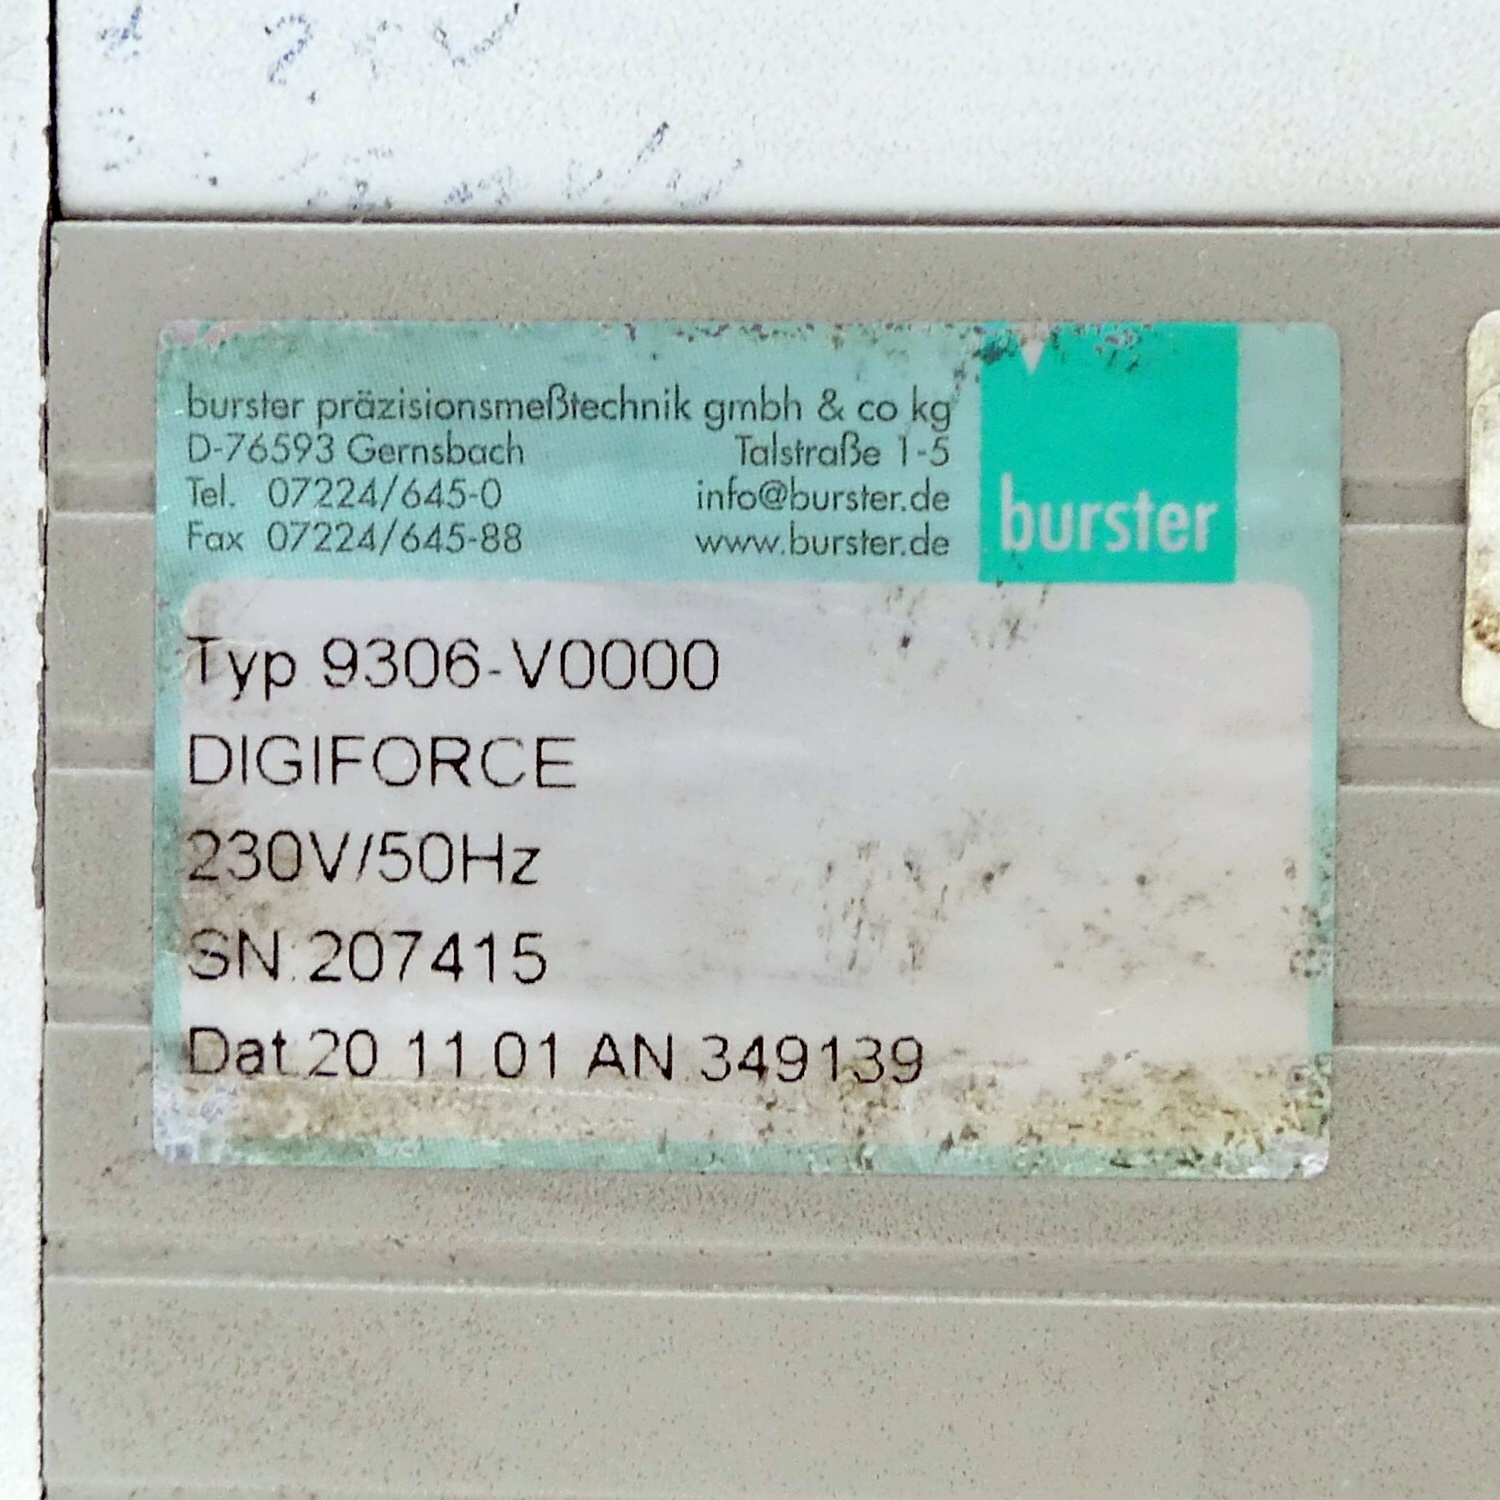 burster präzisionsmeßtechnik gmbh & co kg
D-76593 Gernsbach Talstraße 1-5
Tel. 07224/645-0 info@burster.de
Fax 07224/645-88 www.burster.de
burster
Typ 9306-V0000
DIGIFORCE
230V/50Hz
SN:207415
Dat.20.11.01 AN.349139